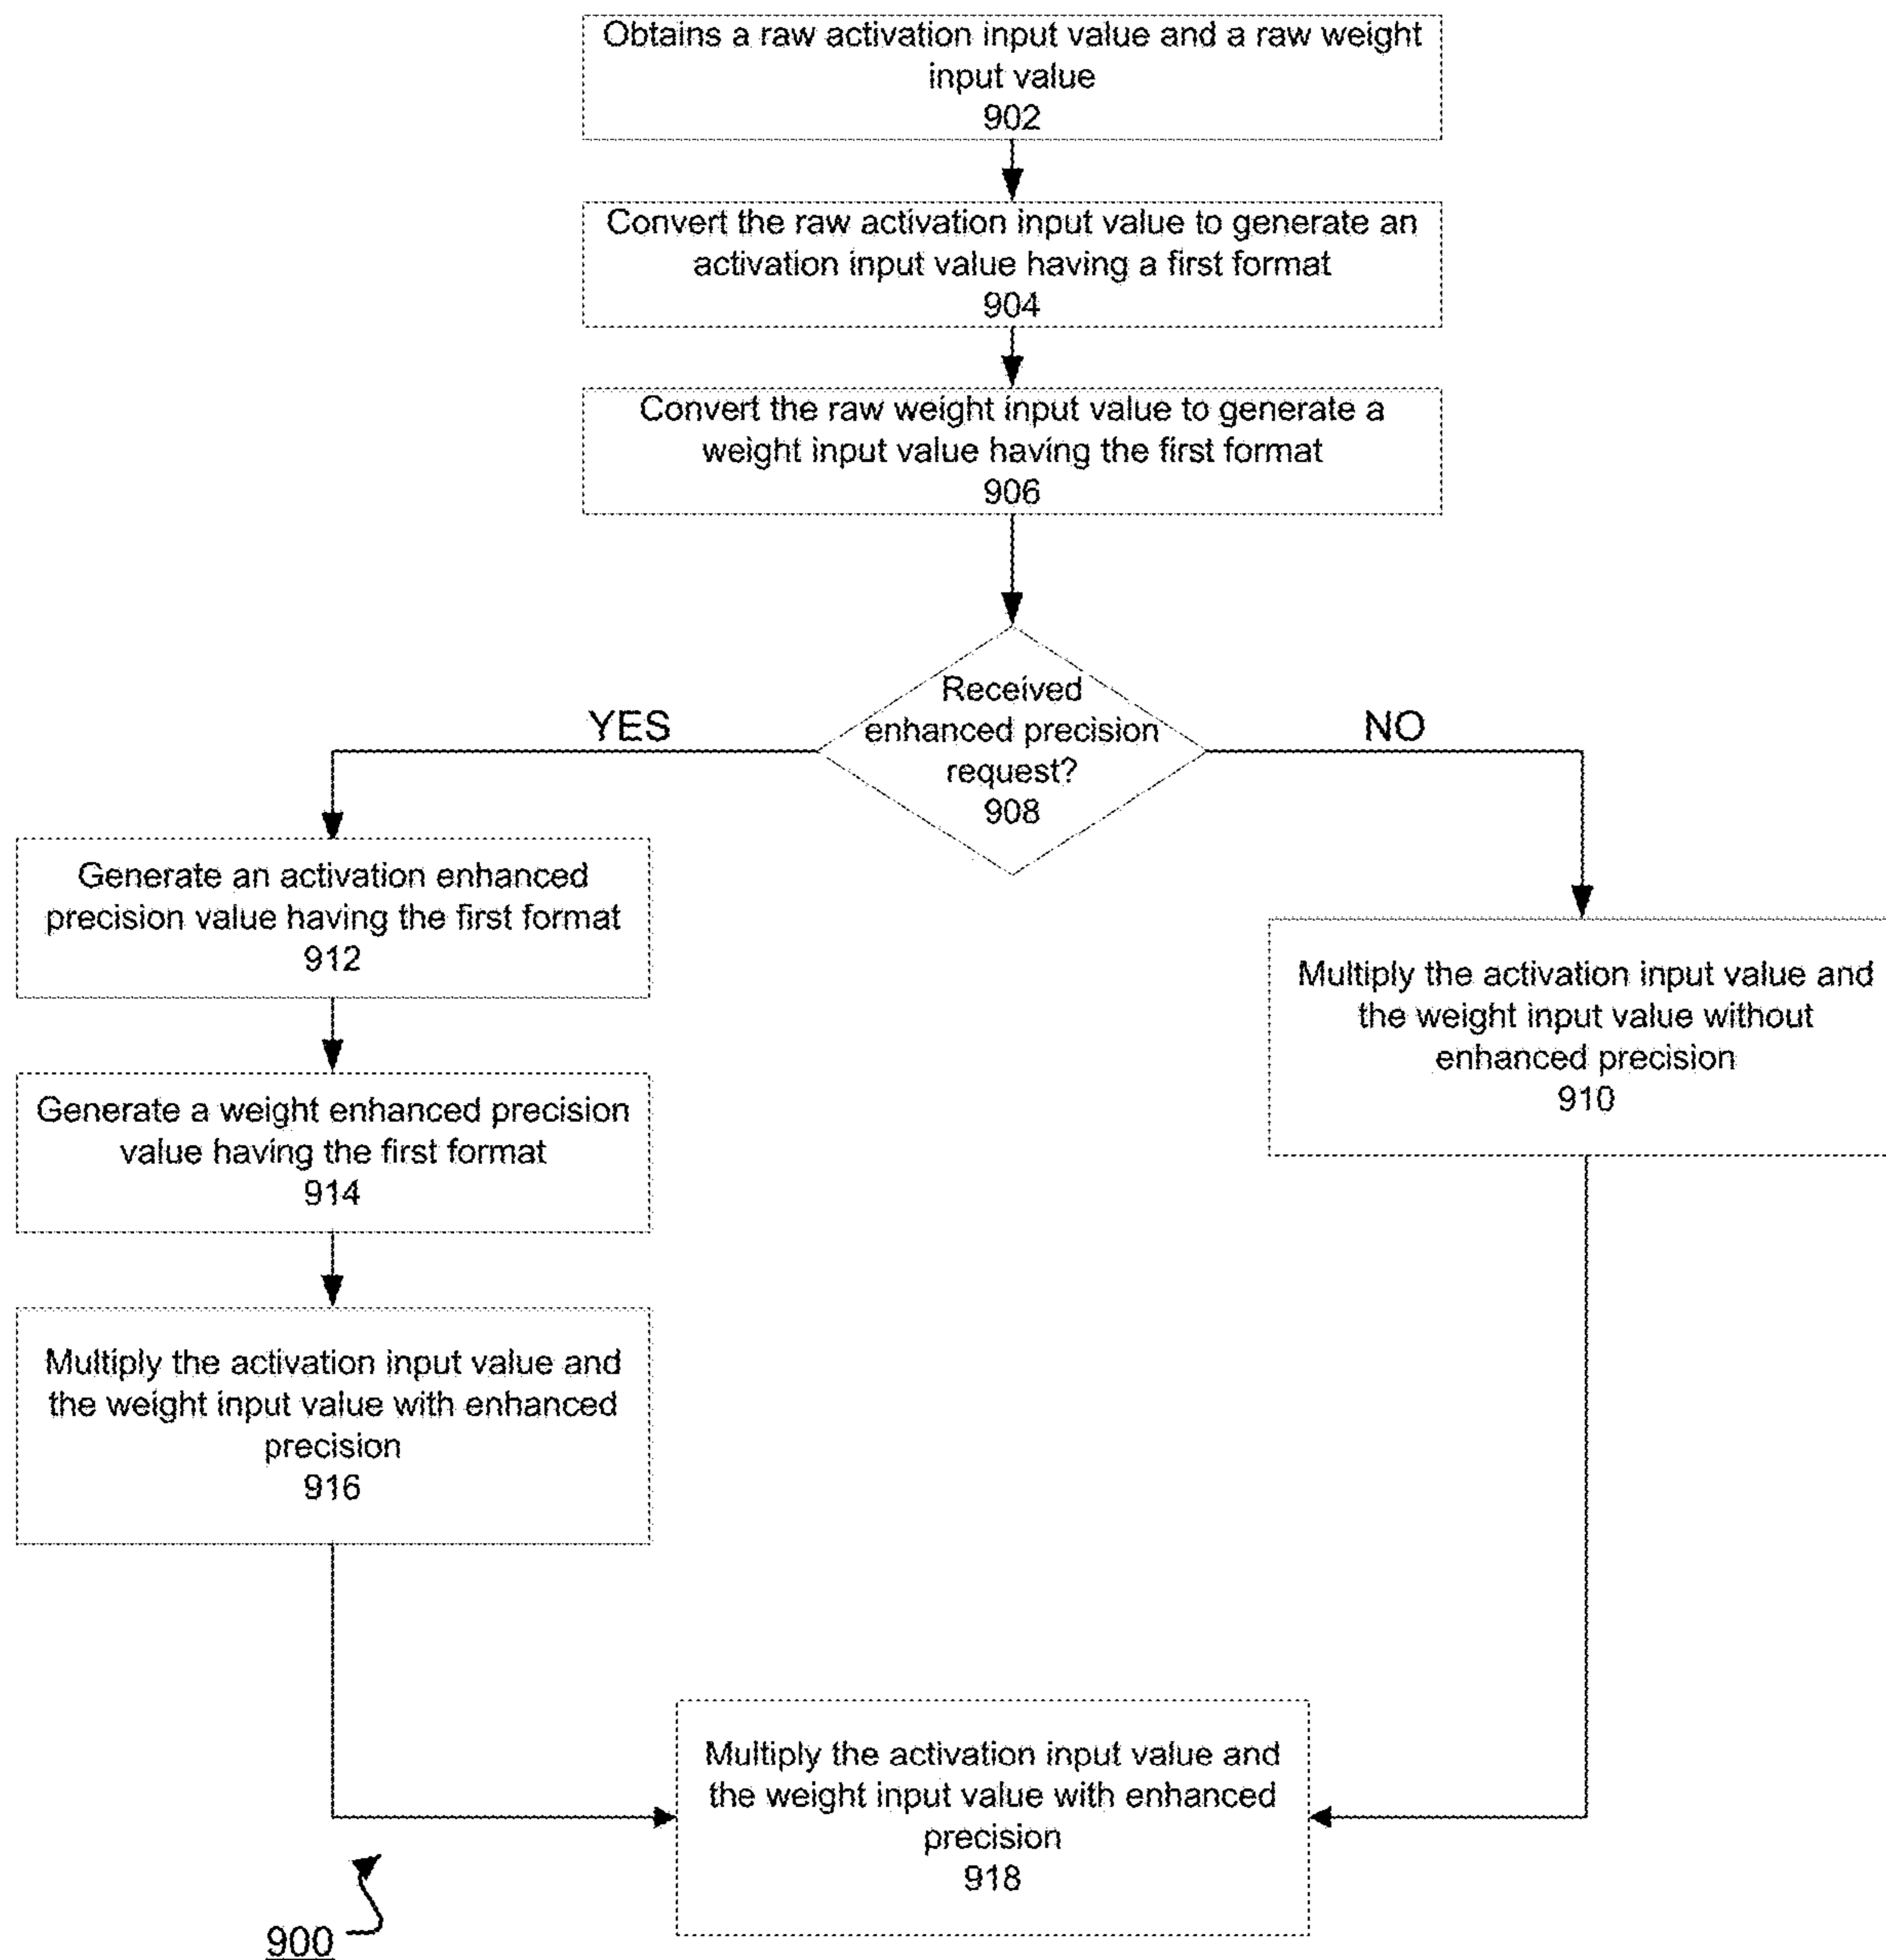 Obtains a raw activation input value and a raw weight
input value
902
Convert the raw activation input value to generate an
activation input value having a first format
904
Convert the raw weight input value to generate a
weight input value having the first format
906
Received
enhanced precision
request?
908
YES
NO
Generate an activation enhanced
precision value having the first format
912
Generate a weight enhanced precision
value having the first format
914
Multiply the activation input value and
the weight input value with enhanced
precision
916
Multiply the activation input value and
the weight input value without
enhanced precision
910
Multiply the activation input value and
the weight input value with enhanced
precision
918
900